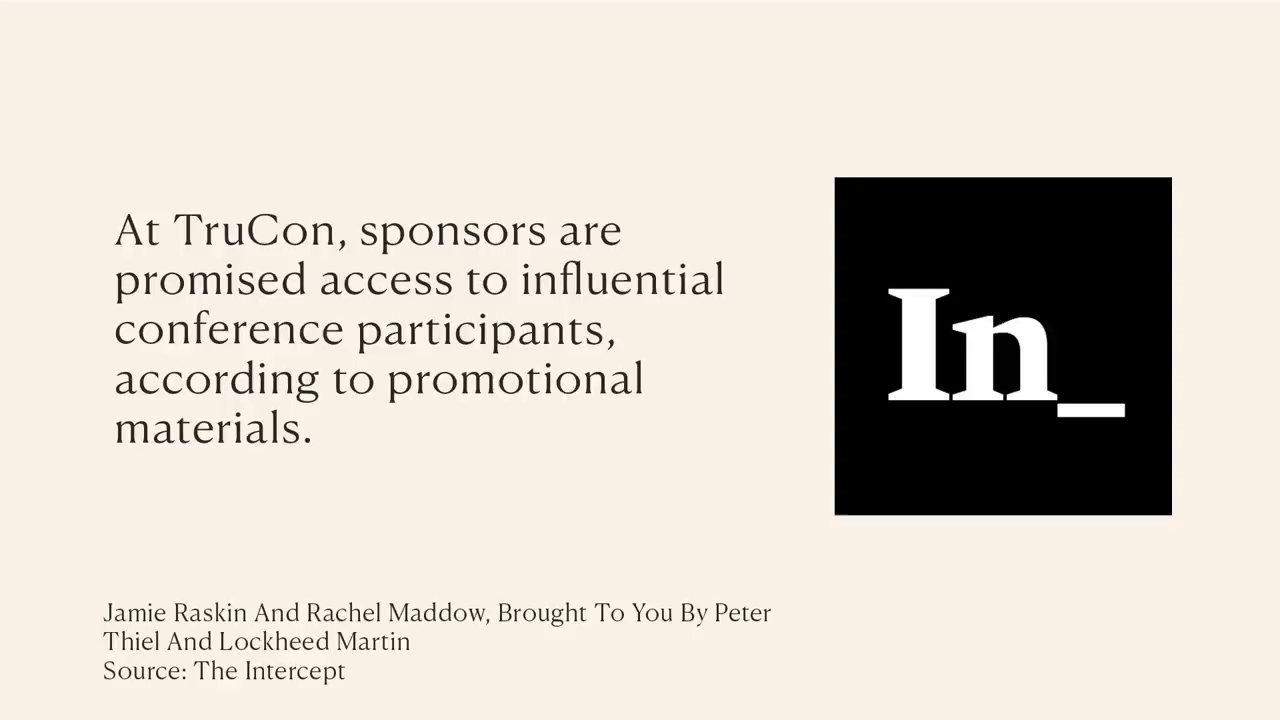 At TruCon, sponsors are
promised access to influential
conference participants,
according to promotional
materials.
In_
Jamie Raskin And Rachel Maddow, Brought To You By Peter
Thiel And Lockheed Martin
Source: The Intercept